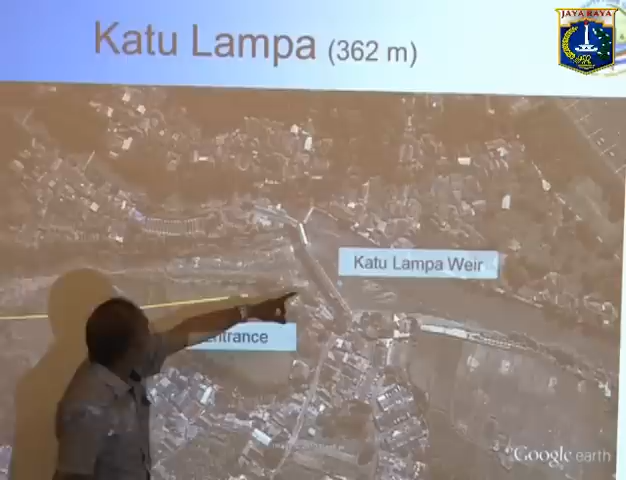 JAYA RAYA
Katu Lampa (362 m)
Katu Lampa Weir
Entrance
Google earth